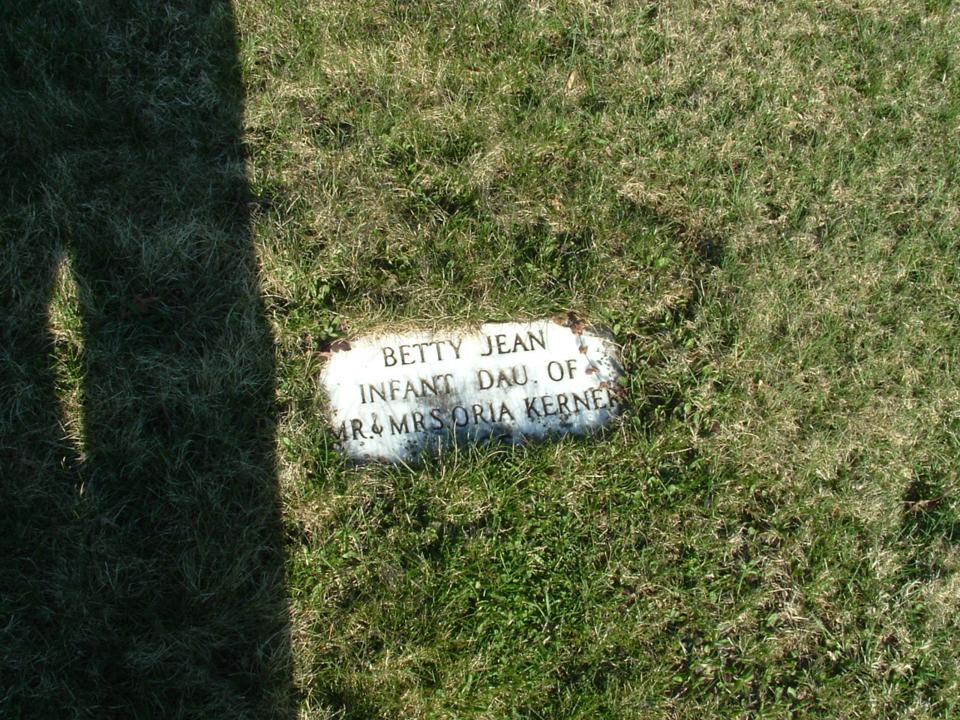 BETTY JEAN
INFANT DAU. OF
MR. & MRS ORIA KERNER